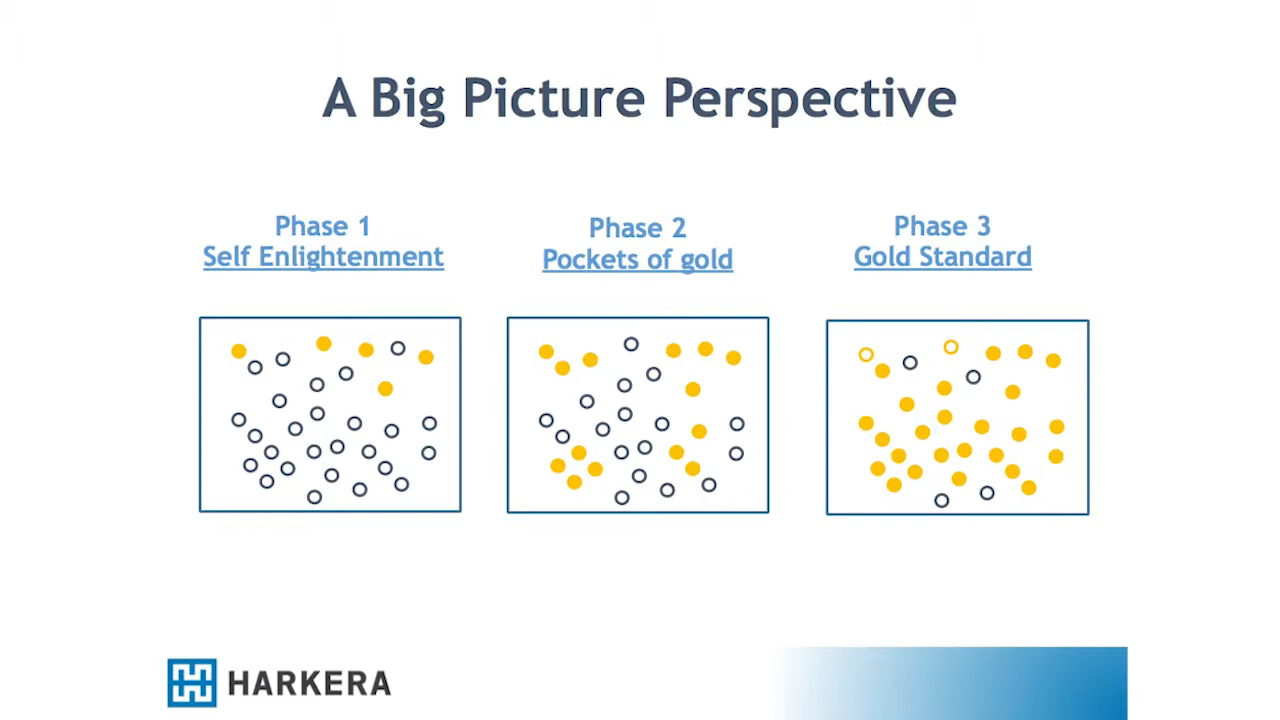 A Big Picture Perspective
Phase 1
Self Enlightenment
Phase 2
Pockets of gold
Phase 3
Gold Standard
HARKERA